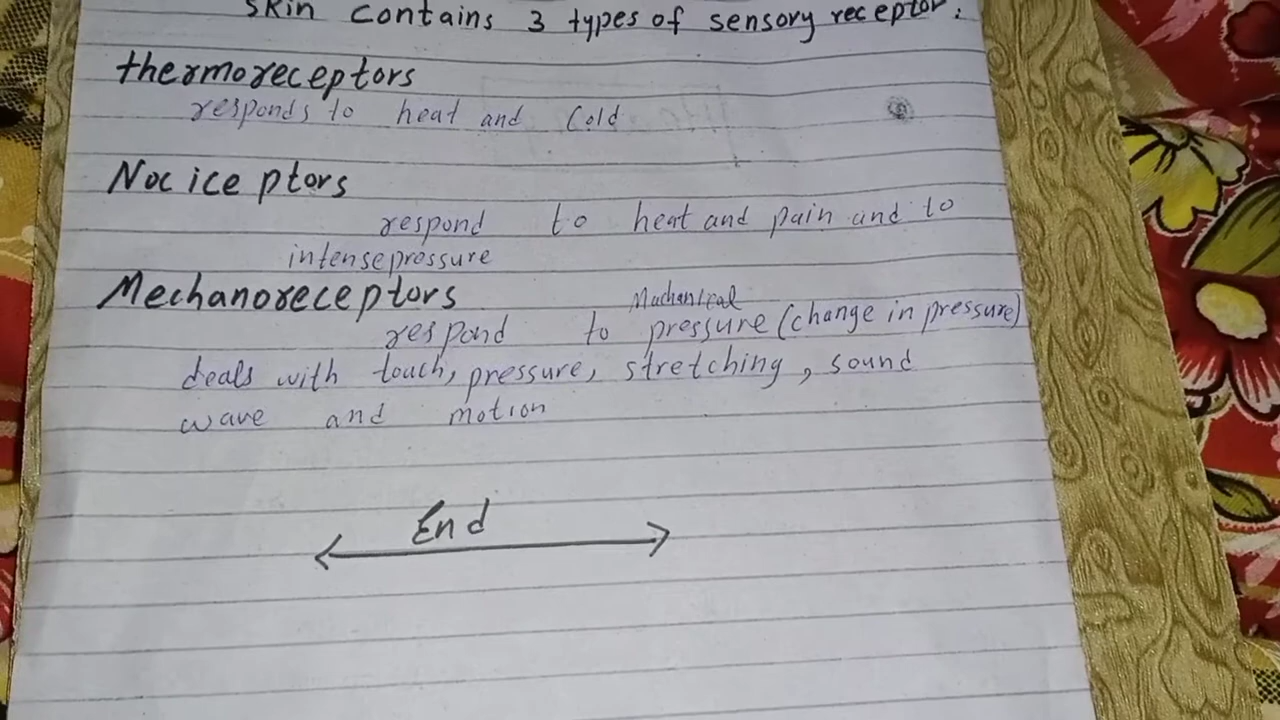 skin contains 3 types of sensory receptor:
thermoreceptors
responds to heat and Cold
Nociceptors
respond to heat and pain and to
intense pressure
Mechanoreceptors
Mechanical
respond to pressure (change in pressure)
deals with touch, pressure, stretching, sound
wave and motion
End